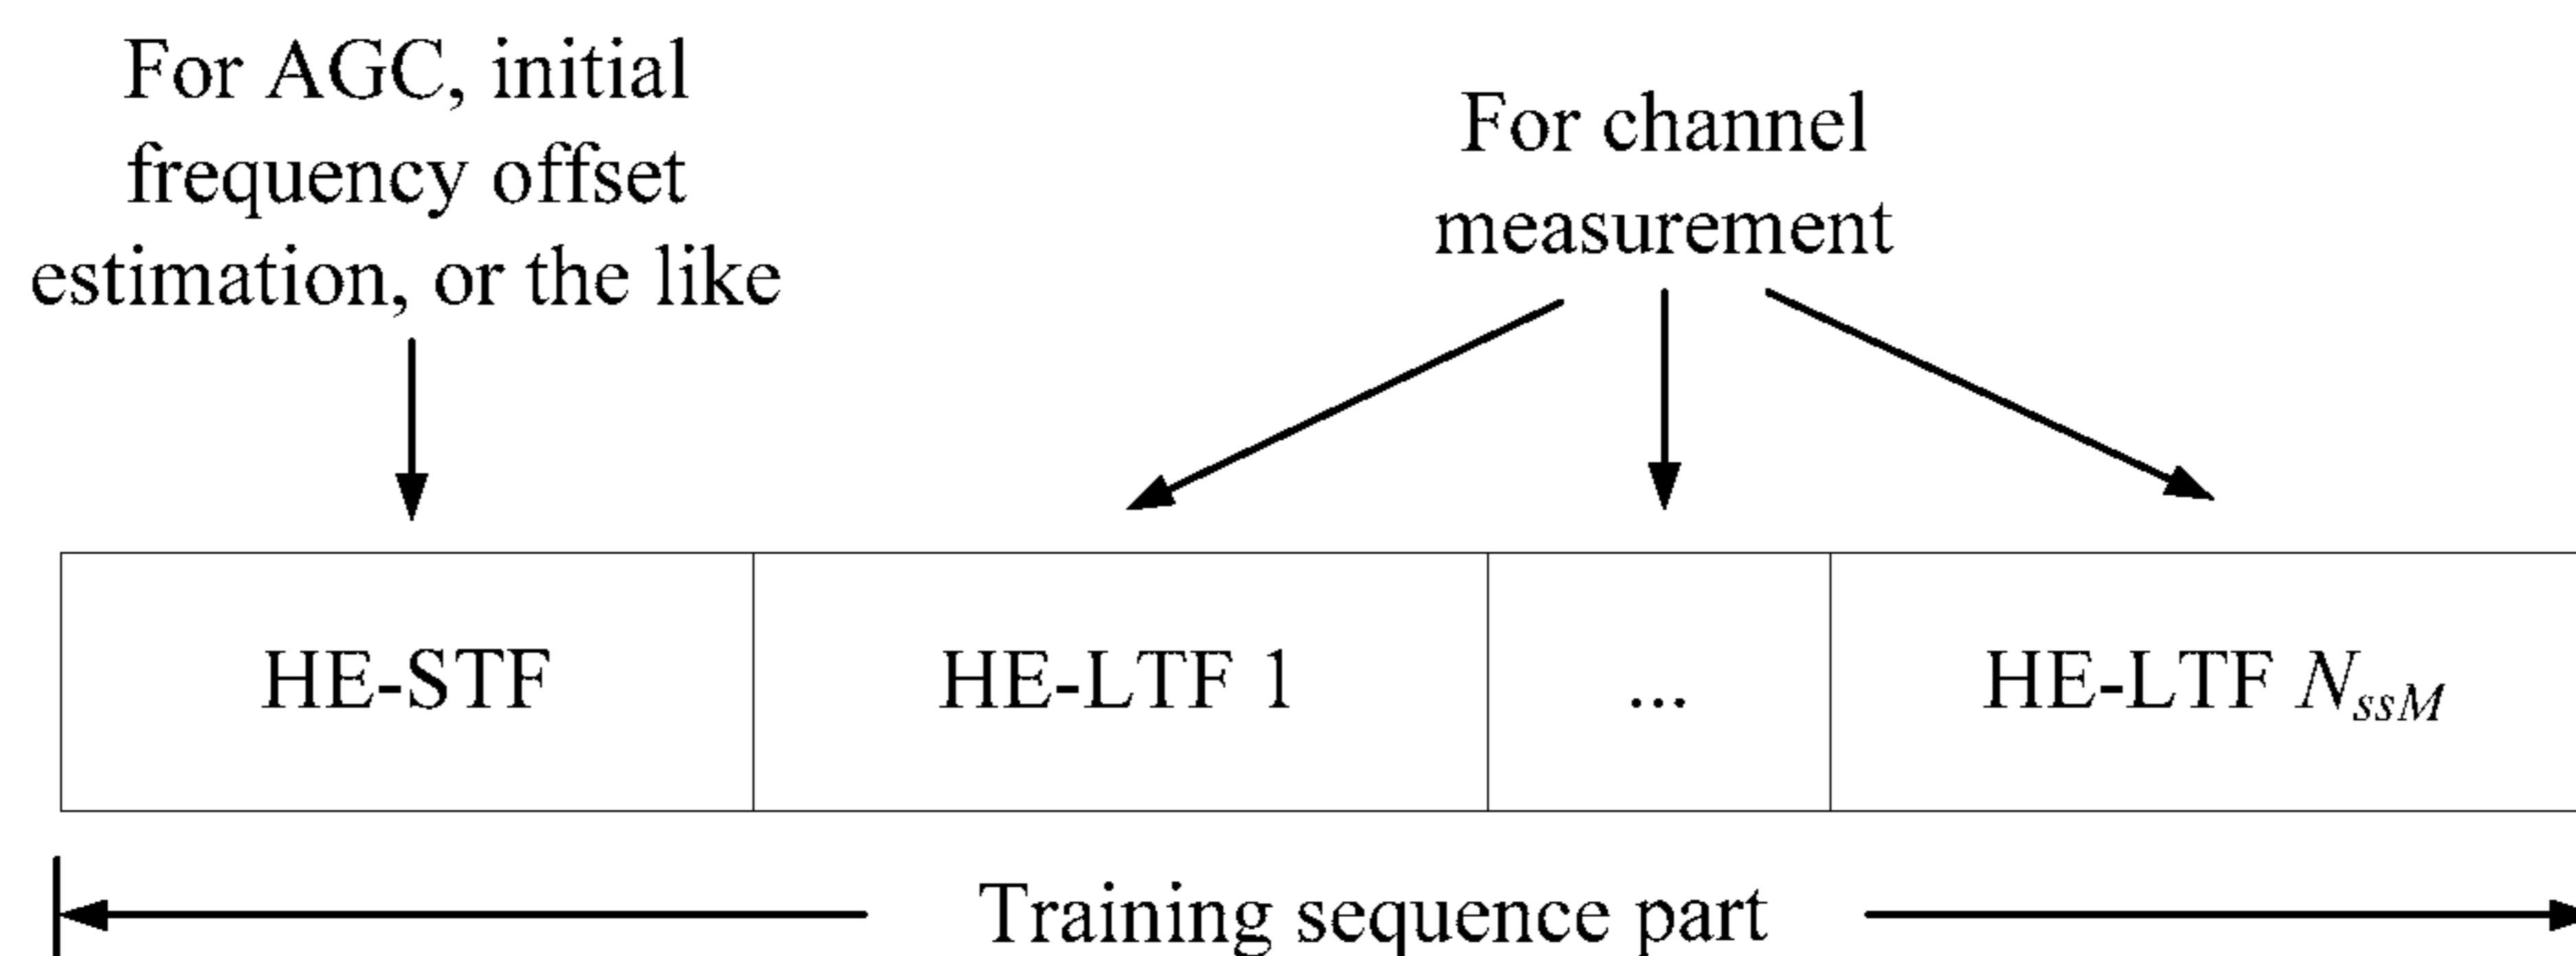 For AGC, initial
frequency offset
estimation, or the like
For channel
measurement
HE-STF
HE-LTF 1
...
HE-LTF NssM
Training sequence part